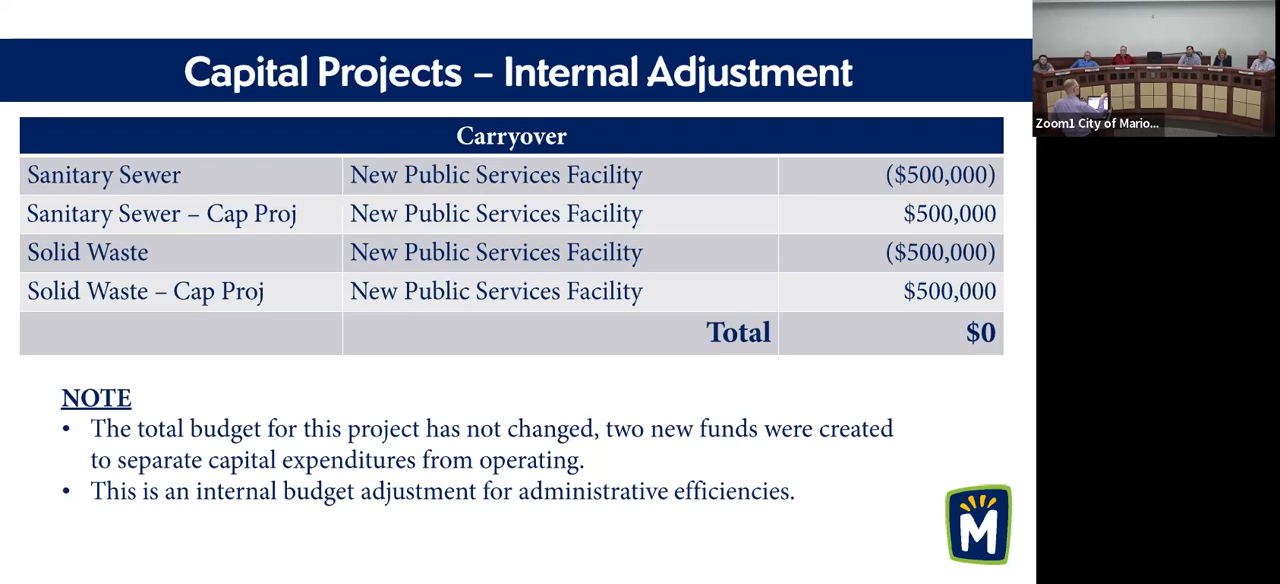 Capital Projects – Internal Adjustment
Zoom1 City of Mario...
Carryover
Sanitary Sewer New Public Services Facility ($500,000)
Sanitary Sewer – Cap Proj New Public Services Facility $500,000
Solid Waste New Public Services Facility ($500,000)
Solid Waste – Cap Proj New Public Services Facility $500,000
Total $0
NOTE
• The total budget for this project has not changed, two new funds were created
to separate capital expenditures from operating.
• This is an internal budget adjustment for administrative efficiencies.
M